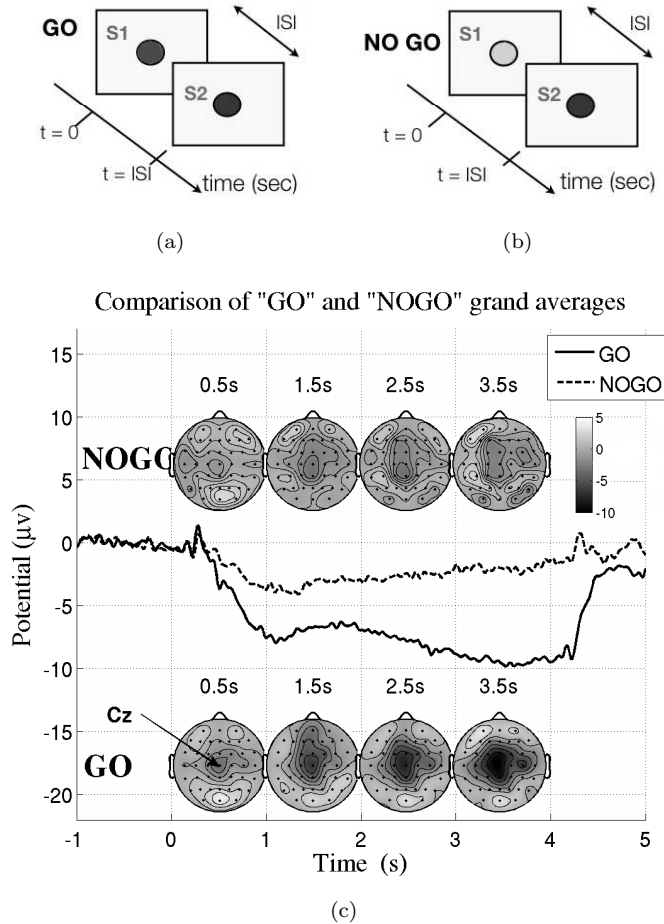 GO
S1
ISI
S2
t = 0
t = ISI
time (sec)
(a)
NO GO
S1
ISI
S2
t = 0
t = ISI
time (sec)
(b)
Comparison of "GO" and "NOGO" grand averages
GO
NOGO
0.5s 1.5s 2.5s 3.5s
NOGO
5
0
-5
-10
15
10
5
0
-5
-10
-15
-20
Potential (μv)
0.5s 1.5s 2.5s 3.5s
Cz
GO
-1 0 1 2 3 4 5
Time (s)
(c)